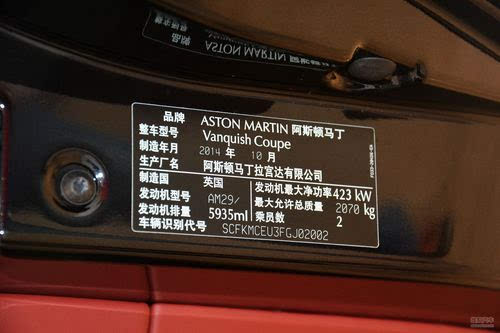 ASTON MARTIN
品牌 ASTON MARTIN 阿斯顿马丁
整车型号 Vanquish Coupe
制造年月 2014 年 10 月
生产厂名 阿斯顿马丁拉宫达有限公司
制造国 英国 发动机最大净功率 423 kW
发动机型号 AM29/ 最大允许总质量 2070 kg
发动机排量 5935ml 乘员数 2
车辆识别代号 SCFKMCEU3FGJ02002